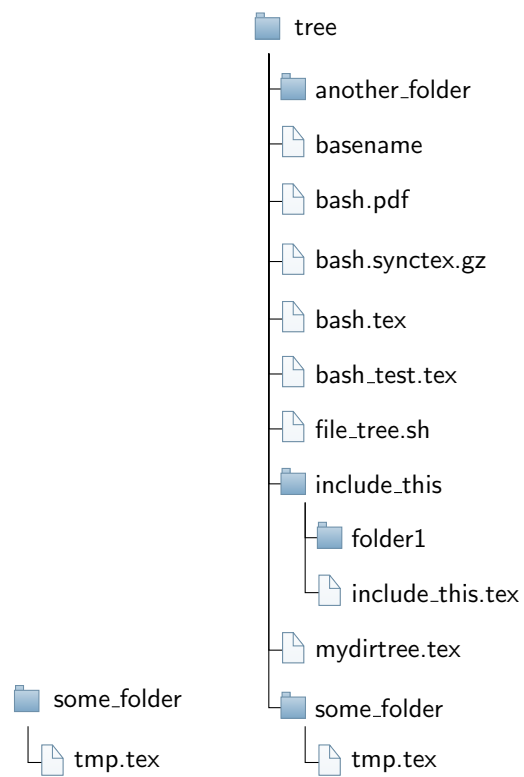 tree
another_folder
basename
bash.pdf
bash.synctex.gz
bash.tex
bash_test.tex
file_tree.sh
include_this
folder1
include_this.tex
mydirtree.tex
some_folder
tmp.tex
some_folder
tmp.tex